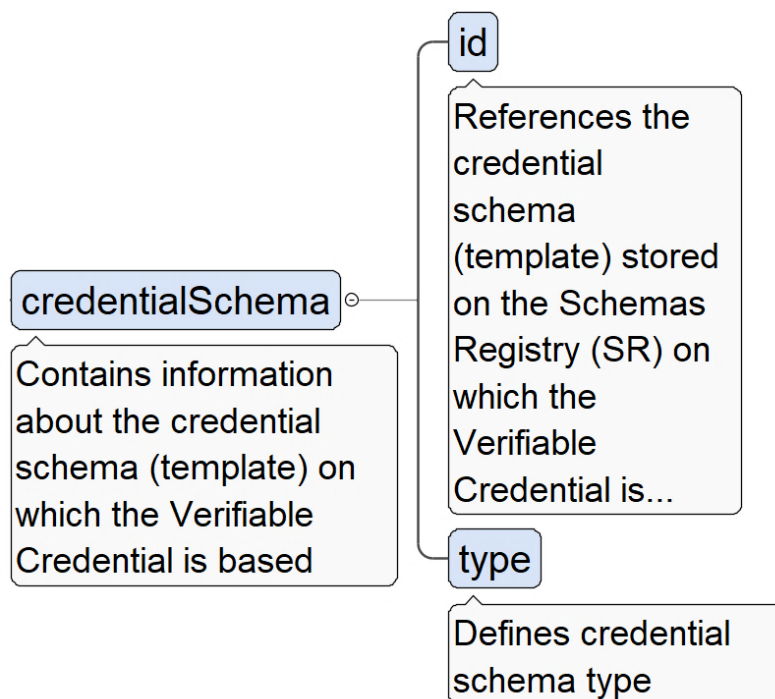 id
References the
credential
schema
(template) stored
on the Schemas
Registry (SR) on
which the
Verifiable
Credential is...
credentialSchema
Contains information
about the credential
schema (template) on
which the Verifiable
Credential is based
type
Defines credential
schema type